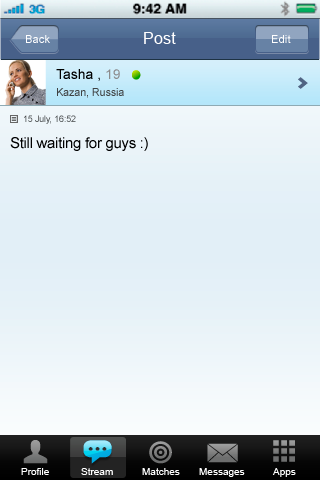 3G 9:42 AM
Back Post Edit
Tasha , 19
Kazan, Russia
15 July, 16:52
Still waiting for guys :)
Profile Stream Matches Messages Apps